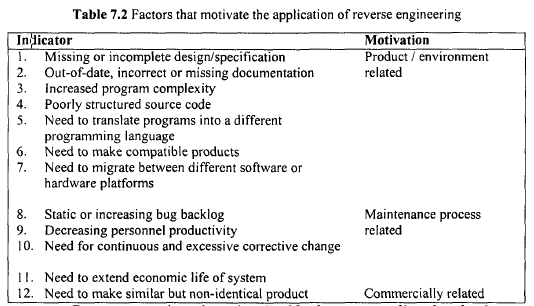 Table 7.2 Factors that motivate the application of reverse engineering
Indicator Motivation
1. Missing or incomplete design/specification Product / environment
2. Out-of-date, incorrect or missing documentation related
3. Increased program complexity
4. Poorly structured source code
5. Need to translate programs into a different
programming language
6. Need to make compatible products
7. Need to migrate between different software or
hardware platforms
8. Static or increasing bug backlog Maintenance process
9. Decreasing personnel productivity related
10. Need for continuous and excessive corrective change
11. Need to extend economic life of system
12. Need to make similar but non-identical product Commercially related